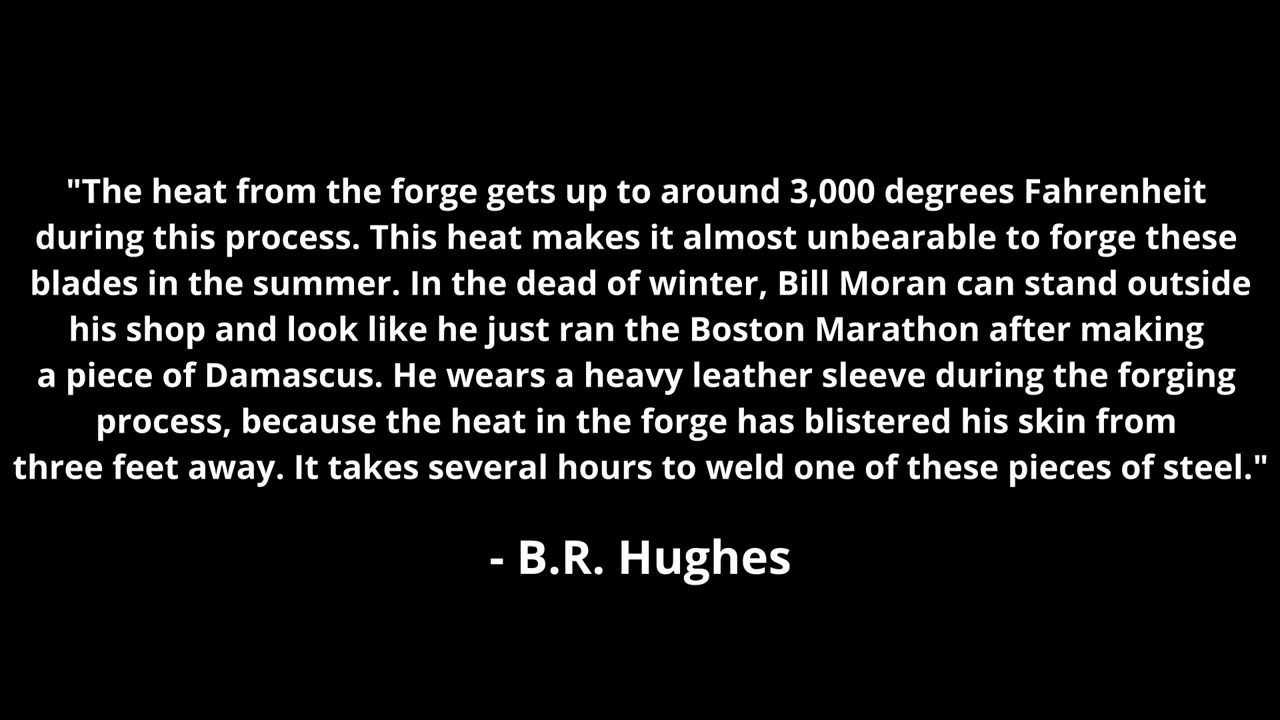 "The heat from the forge gets up to around 3,000 degrees Fahrenheit
during this process. This heat makes it almost unbearable to forge these
blades in the summer. In the dead of winter, Bill Moran can stand outside
his shop and look like he just ran the Boston Marathon after making
a piece of Damascus. He wears a heavy leather sleeve during the forging
process, because the heat in the forge has blistered his skin from
three feet away. It takes several hours to weld one of these pieces of steel."
- B.R. Hughes